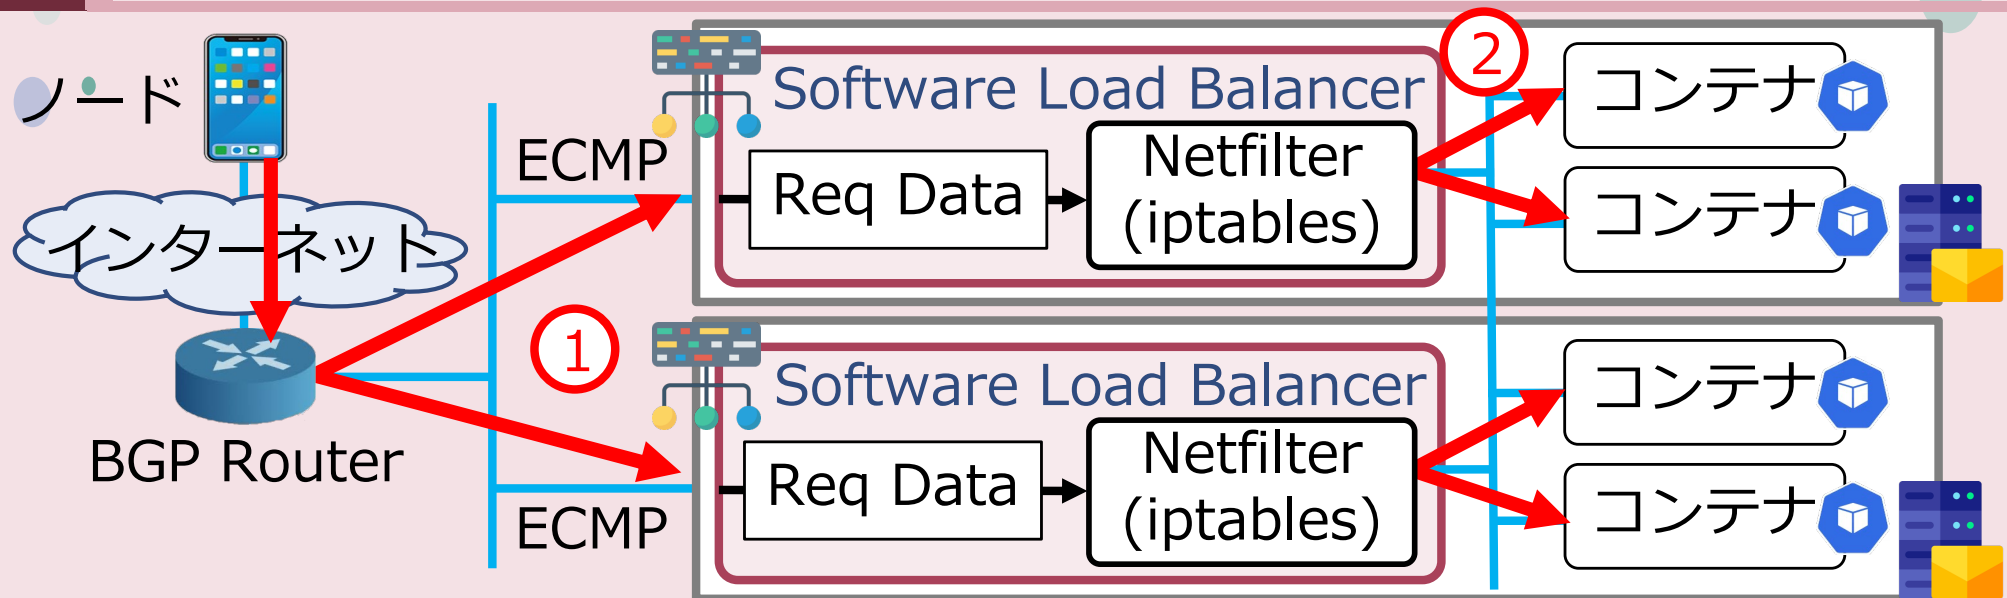 ノード
インターネット
BGP Router
①
ECMP
ECMP
Software Load Balancer
Req Data
Netfilter
(iptables)
②
コンテナ
コンテナ
Software Load Balancer
Req Data
Netfilter
(iptables)
コンテナ
コンテナ